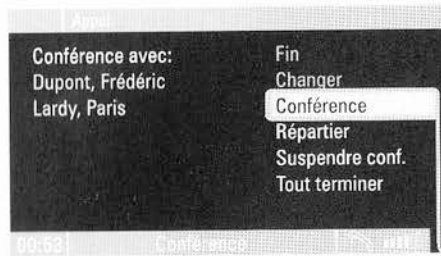 Appel
Conférence avec:
Dupont, Frédéric
Lardy, Paris
Fin
Changer
Conférence
Répartier
Suspendre conf.
Tout terminer
00:53
Conférence